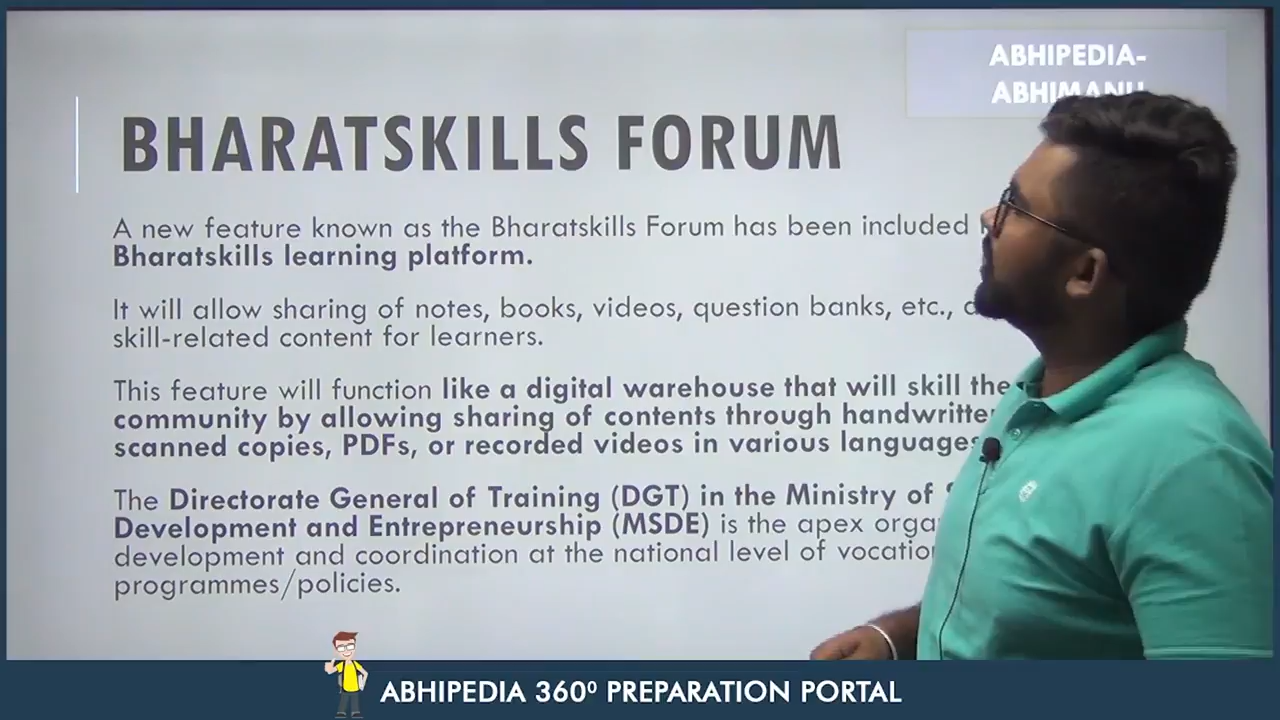 ABHIPEDIA-
ABHIMANU
BHARATSKILLS FORUM
A new feature known as the Bharatskills Forum has been included
Bharatskills learning platform.
It will allow sharing of notes, books, videos, question banks, etc.,
skill-related content for learners.
This feature will function like a digital warehouse that will skill the
community by allowing sharing of contents through
scanned copies, PDFs, or recorded videos in various languages
The Directorate General of Training (DGT) in the Ministry of
Development and Entrepreneurship (MSDE) is the apex
development and coordination at the national level of
programmes/policies.
ABHIPEDIA 360⁰ PREPARATION PORTAL